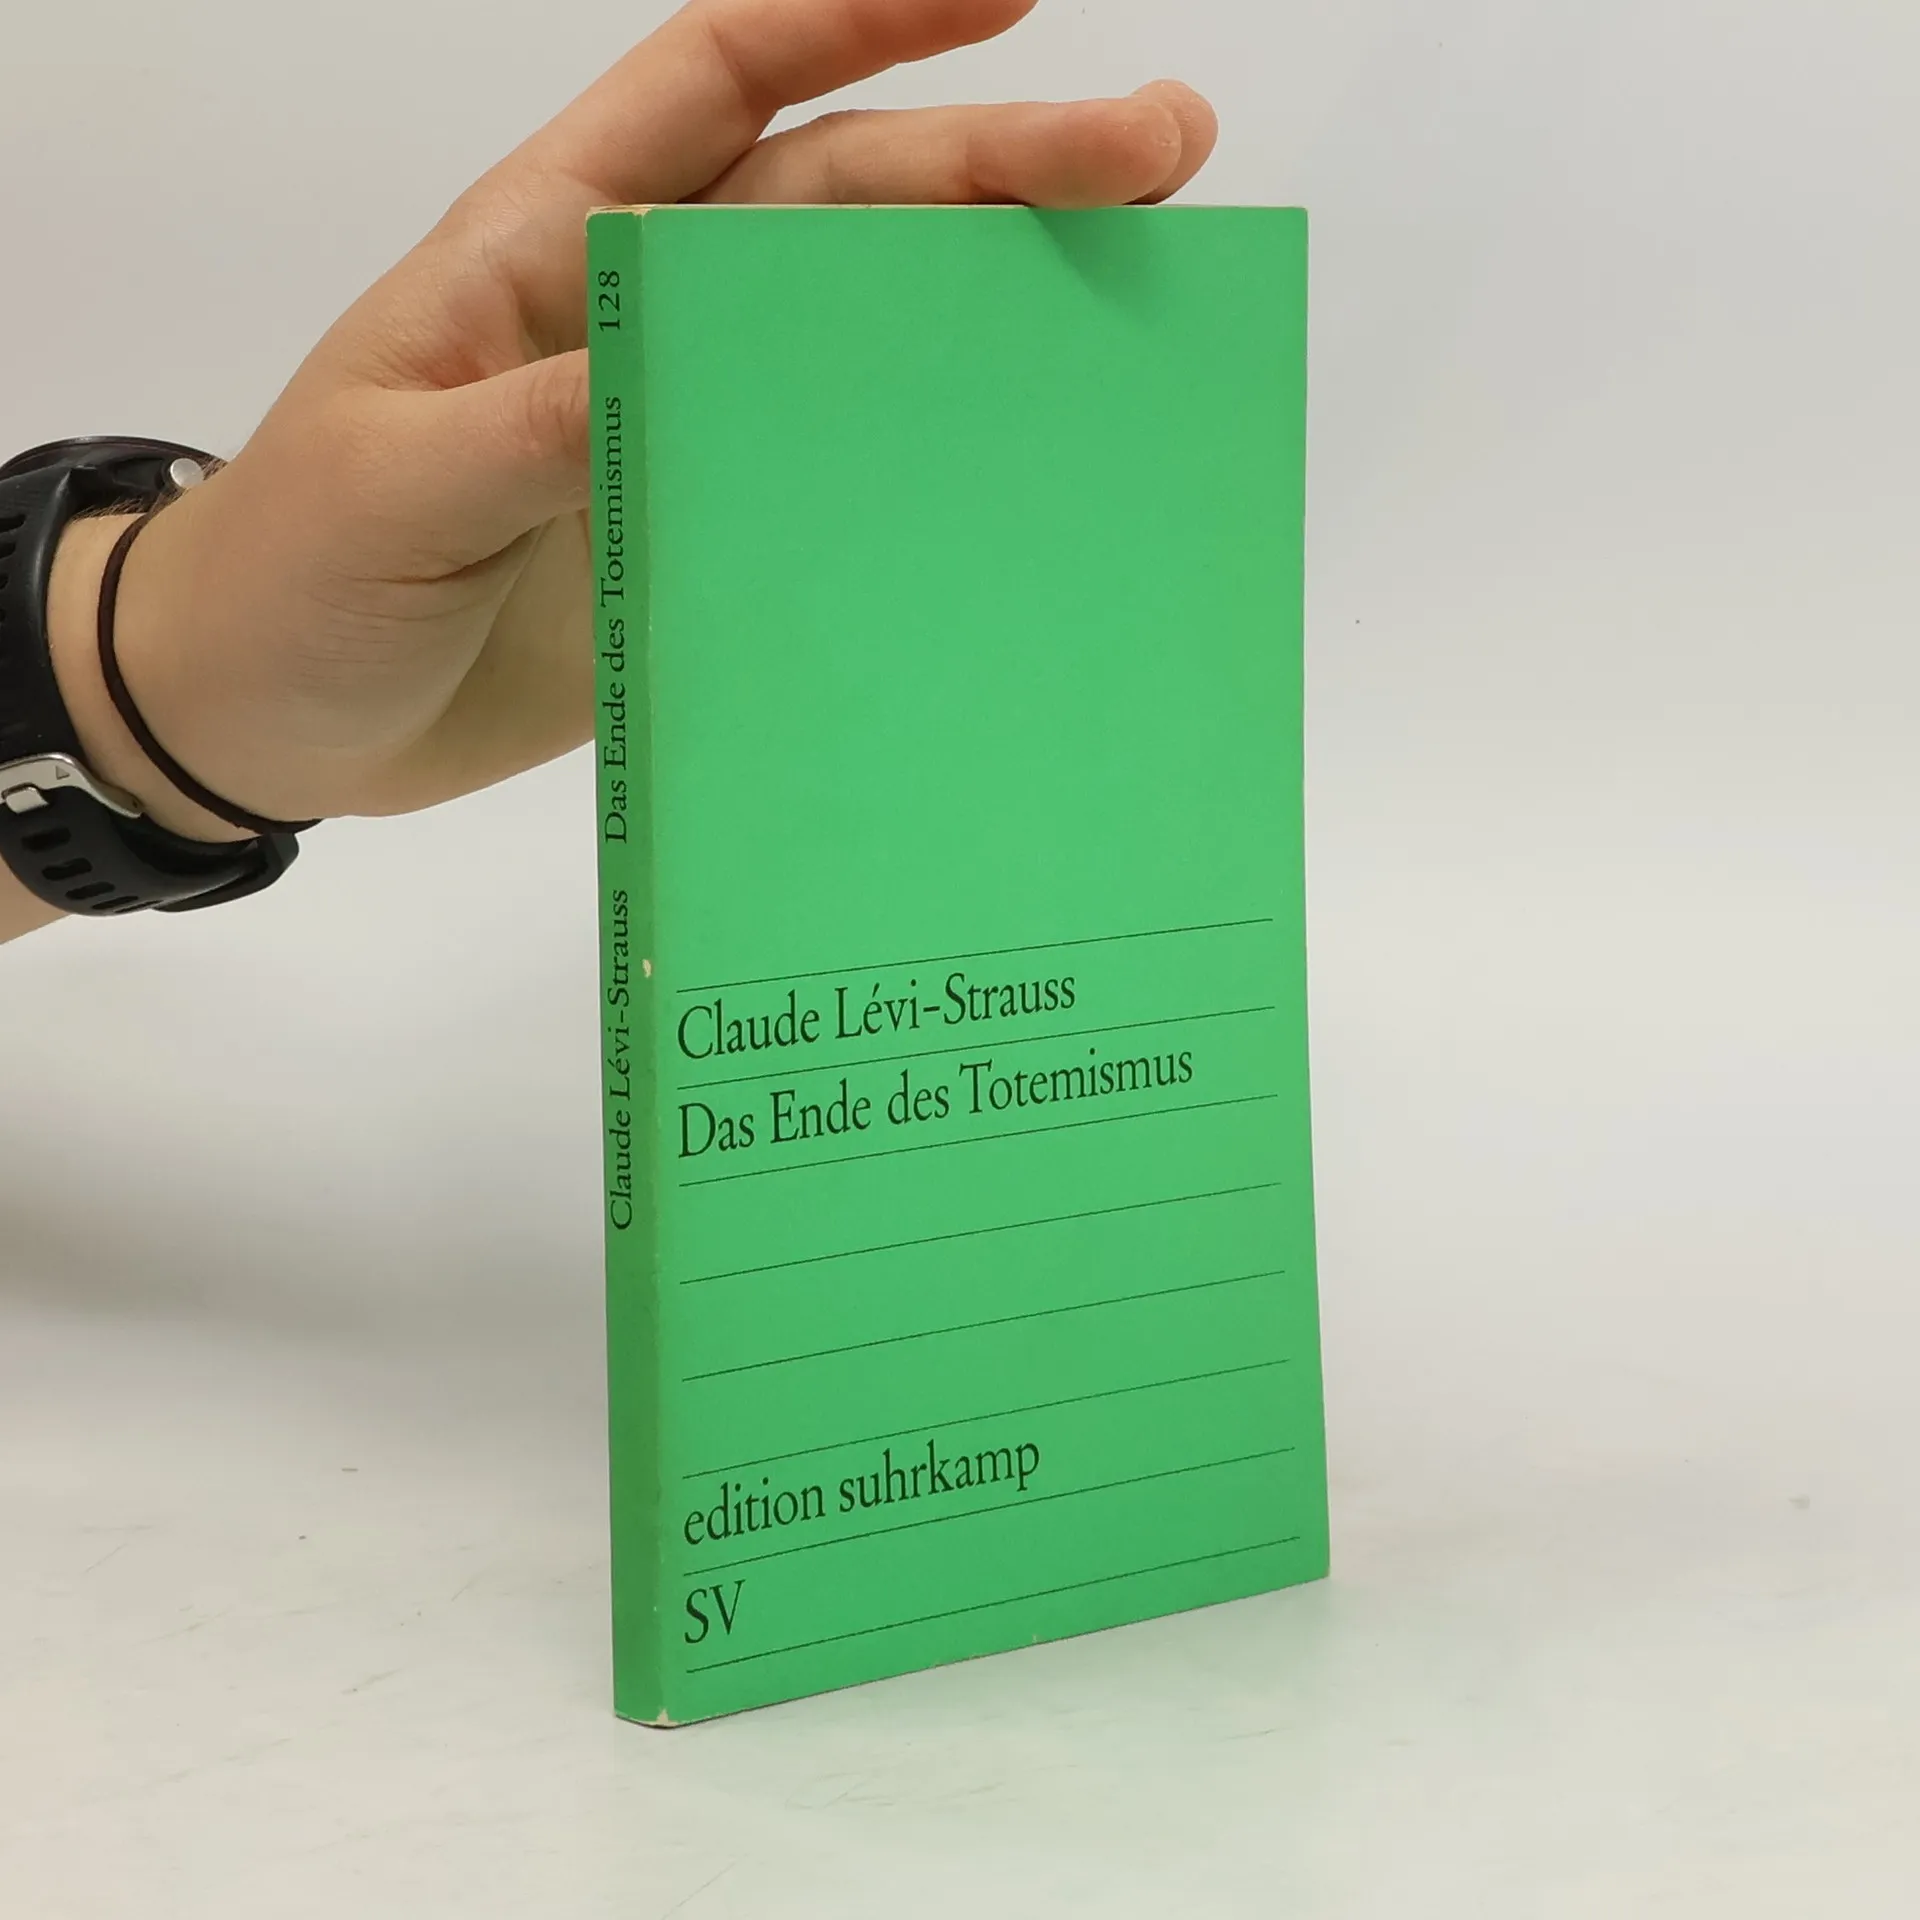 Claude Lévi-Strauss Das Ende des Totemismus 128
Claude Lévi-Strauss
Das Ende des Totemismus
edition suhrkamp
SV